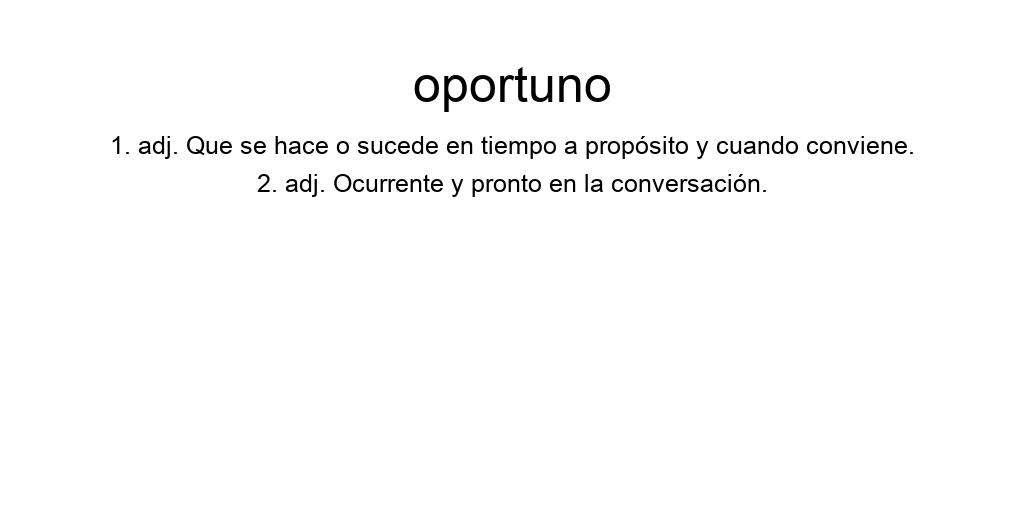 oportuno
1. adj. Que se hace o sucede en tiempo a propósito y cuando conviene.
2. adj. Ocurrente y pronto en la conversación.